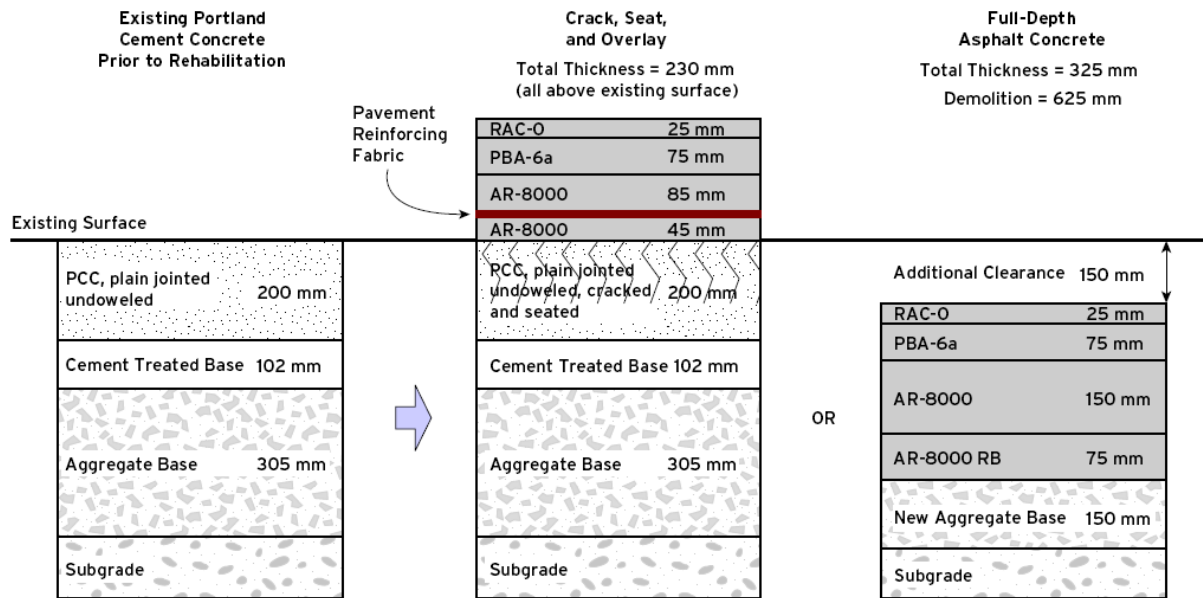 Existing Portland
Cement Concrete
Prior to Rehabilitation
Crack, Seat,
and Overlay
Total Thickness = 230 mm
(all above existing surface)
Full-Depth
Asphalt Concrete
Total Thickness = 325 mm
Demolition = 625 mm
Pavement
Reinforcing
Fabric
RAC-O 25 mm
PBA-6a 75 mm
AR-8000 85 mm
AR-8000 45 mm
Existing Surface
PCC, plain jointed
undoweled 200 mm
Cement Treated Base 102 mm
Aggregate Base 305 mm
Subgrade
PCC, plain jointed
undoweled, cracked 200 mm
and seated
Cement Treated Base 102 mm
Aggregate Base 305 mm
Subgrade
OR
Additional Clearance 150 mm
RAC-O 25 mm
PBA-6a 75 mm
AR-8000 150 mm
AR-8000 RB 75 mm
New Aggregate Base 150 mm
Subgrade